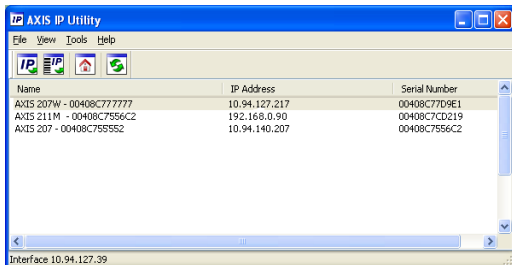 IP AXIS IP Utility
File View Tools Help
IP IP
Name IP Address Serial Number
AXIS 207W - 00408C777777 10.94.127.217 00408C77D9E1
AXIS 211M - 00408C7556C2 192.168.0.90 00408C7CD219
AXIS 207 - 00408C755552 10.94.140.207 00408C7556C2
Interface 10.94.127.39